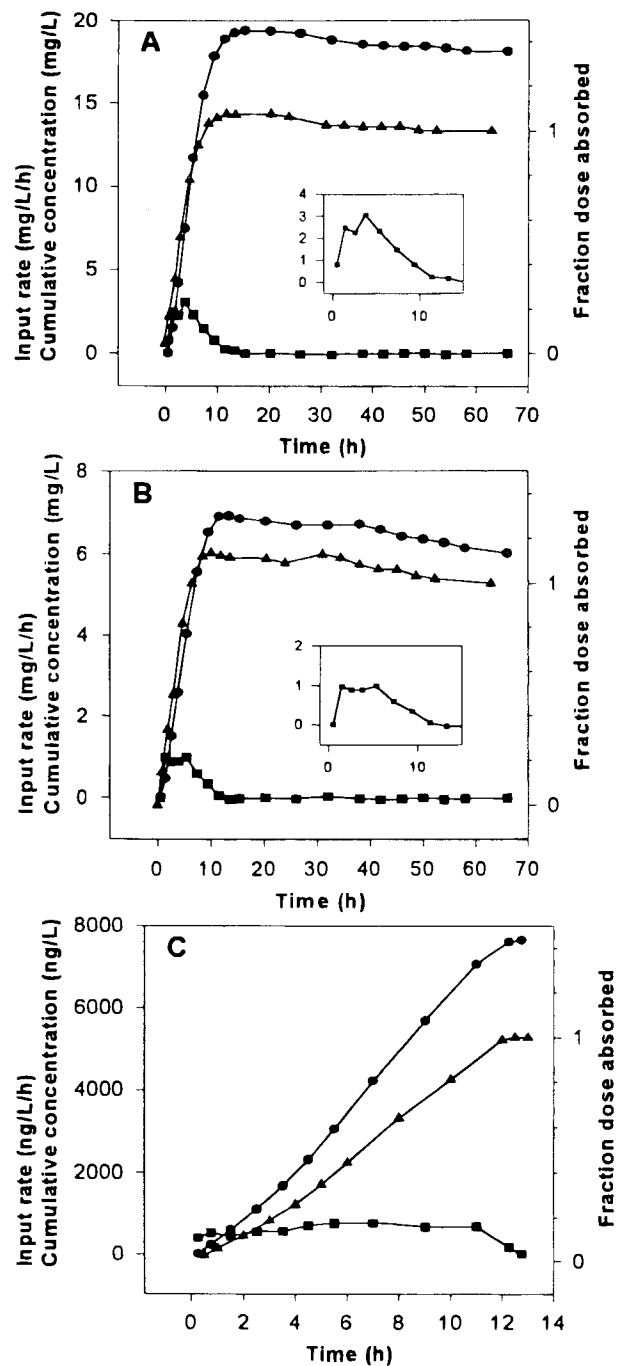 A
Input rate (mg/L/h)
Cumulative concentration (mg/L)
20
15
10
5
0
Fraction dose absorbed
1
0
4
3
2
1
0
0 10
0 10 20 30 40 50 60 70
Time (h)
B
Input rate (mg/L/h)
Cumulative concentration (mg/L)
8
6
4
2
0
Fraction dose absorbed
1
0
2
1
0
0 10
0 10 20 30 40 50 60 70
Time (h)
C
Input rate (ng/L/h)
Cumulative concentration (ng/L)
8000
6000
4000
2000
0
Fraction dose absorbed
1
0
0 2 4 6 8 10 12 14
Time (h)